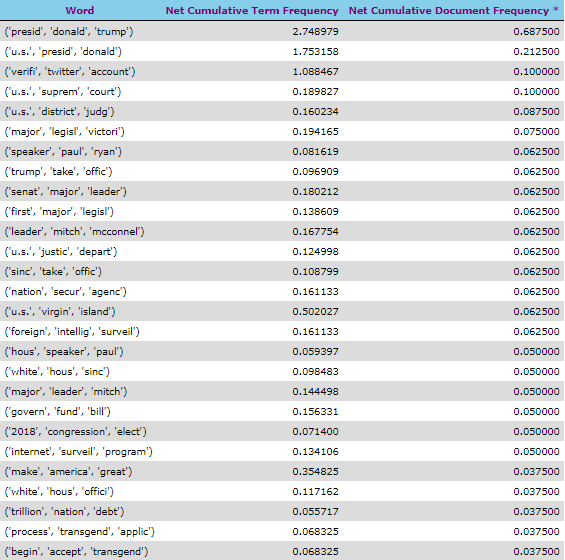 Word Net Cumulative Term Frequency Net Cumulative Document Frequency *
('presid', 'donald', 'trump') 2.748979 0.687500
('u.s.', 'presid', 'donald') 1.753158 0.212500
('verifi', 'twitter', 'account') 1.088467 0.100000
('u.s.', 'suprem', 'court') 0.189827 0.100000
('u.s.', 'district', 'judg') 0.160234 0.087500
('major', 'legisl', 'victori') 0.194165 0.075000
('speaker', 'paul', 'ryan') 0.081619 0.062500
('trump', 'take', 'offic') 0.096909 0.062500
('senat', 'major', 'leader') 0.180212 0.062500
('first', 'major', 'legisl') 0.138609 0.062500
('leader', 'mitch', 'mcconnel') 0.167754 0.062500
('u.s.', 'justic', 'depart') 0.124998 0.062500
('sinc', 'take', 'offic') 0.108799 0.062500
('nation', 'secur', 'agenc') 0.161133 0.062500
('u.s.', 'virgin', 'island') 0.502027 0.062500
('foreign', 'intellig', 'surveil') 0.161133 0.062500
('hous', 'speaker', 'paul') 0.059397 0.050000
('white', 'hous', 'sinc') 0.098483 0.050000
('major', 'leader', 'mitch') 0.144498 0.050000
('govern', 'fund', 'bill') 0.156331 0.050000
('2018', 'congression', 'elect') 0.071400 0.050000
('internet', 'surveil', 'program') 0.134106 0.050000
('make', 'america', 'great') 0.354825 0.037500
('white', 'hous', 'offici') 0.117162 0.037500
('trillion', 'nation', 'debt') 0.055717 0.037500
('process', 'transgend', 'applic') 0.068325 0.037500
('begin', 'accept', 'transgend') 0.068325 0.037500